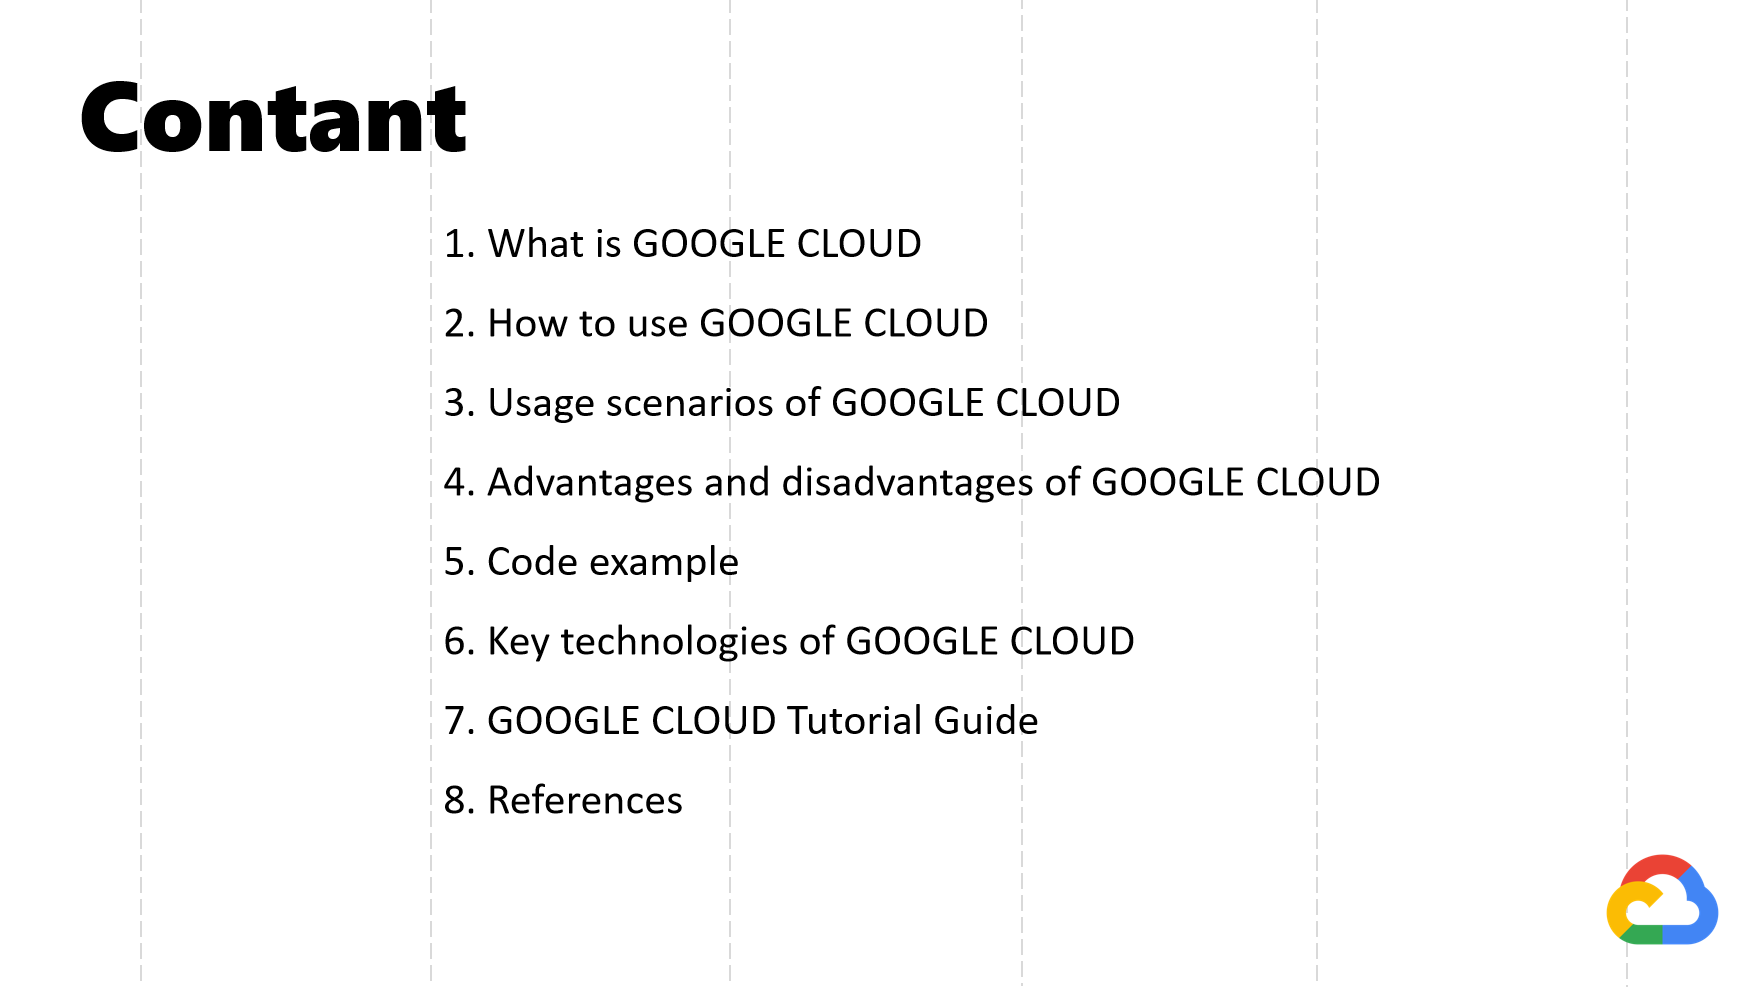 Contant
1. What is GOOGLE CLOUD
2. How to use GOOGLE CLOUD
3. Usage scenarios of GOOGLE CLOUD
4. Advantages and disadvantages of GOOGLE CLOUD
5. Code example
6. Key technologies of GOOGLE CLOUD
7. GOOGLE CLOUD Tutorial Guide
8. References